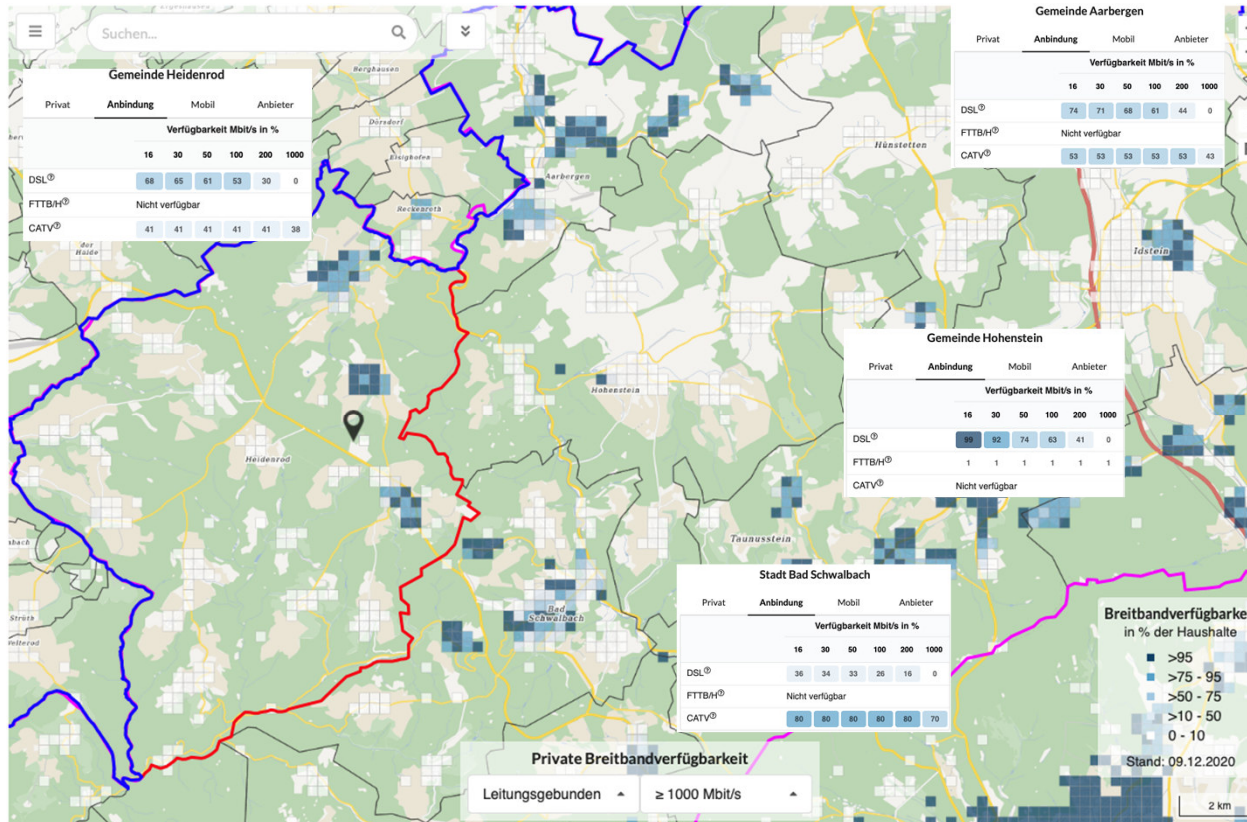 Suchen...
Gemeinde Heidenrod
Privat Anbindung Mobil Anbieter
Verfügbarkeit Mbit/s in %
16 30 50 100 200 1000
DSL? 68 65 61 53 30 0
FTTB/H? Nicht verfügbar
CATV? 41 41 41 41 41 38
Gemeinde Aarbergen
Privat Anbindung Mobil Anbieter
Verfügbarkeit Mbit/s in %
16 30 50 100 200 1000
DSL? 74 71 68 61 44 0
FTTB/H? Nicht verfügbar
CATV? 53 53 53 53 53 43
Berghausen
Dörsdorf
Eisighofen
Reckenroth
Aarbergen
Hünstetten
der
Haide
Idstein
Gemeinde Hohenstein
Privat Anbindung Mobil Anbieter
Verfügbarkeit Mbit/s in %
16 30 50 100 200 1000
DSL? 99 92 74 63 41 0
FTTB/H? 1 1 1 1 1 1
CATV? Nicht verfügbar
Hohenstein
Heidenrod
Taunusstein
Stadt Bad Schwalbach
Privat Anbindung Mobil Anbieter
Verfügbarkeit Mbit/s in %
16 30 50 100 200 1000
DSL? 36 34 33 26 16 0
FTTB/H? Nicht verfügbar
CATV? 80 80 80 80 80 70
Bad
Schwalbach
Strüth
Welterod
Breitbandverfügbarke
in % der Haushalte
>95
>75 - 95
>50 - 75
>10 - 50
0 - 10
Stand: 09.12.2020
2 km
Private Breitbandverfügbarkeit
Leitungsgebunden ≥ 1000 Mbit/s